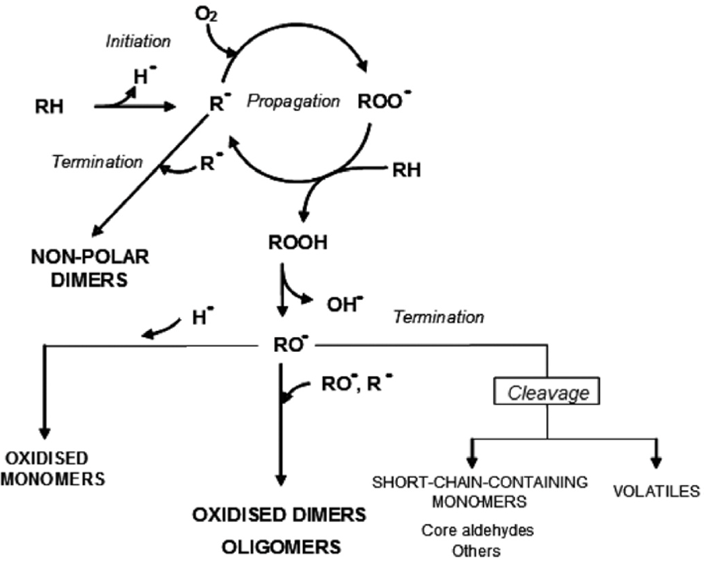 O₂
Initiation
H⁻
RH
R⁻
Propagation
ROO⁻
Termination
R⁻
RH
NON-POLAR
DIMERS
ROOH
OH⁻
H⁻
RO⁻
Termination
RO⁻, R⁻
Cleavage
OXIDISED
MONOMERS
SHORT-CHAIN-CONTAINING
MONOMERS
VOLATILES
OXIDISED DIMERS
OLIGOMERS
Core aldehydes
Others